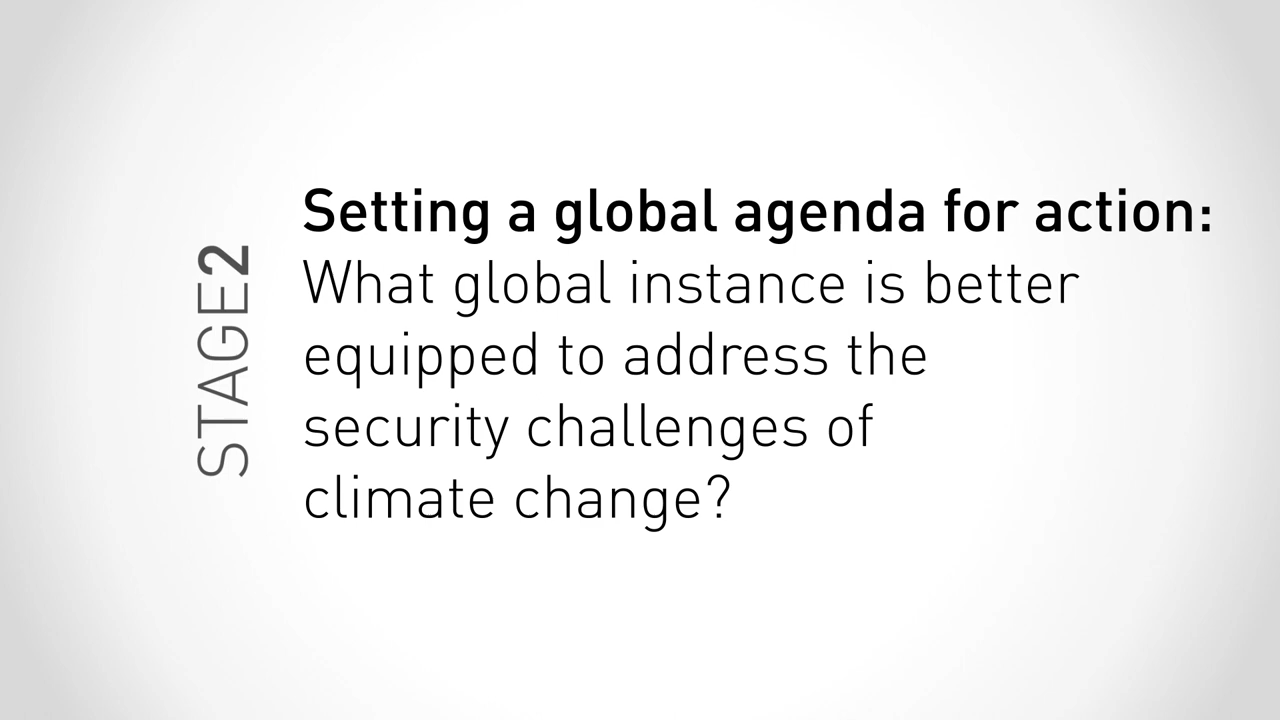 STAGE2
Setting a global agenda for action:
What global instance is better
equipped to address the
security challenges of
climate change?